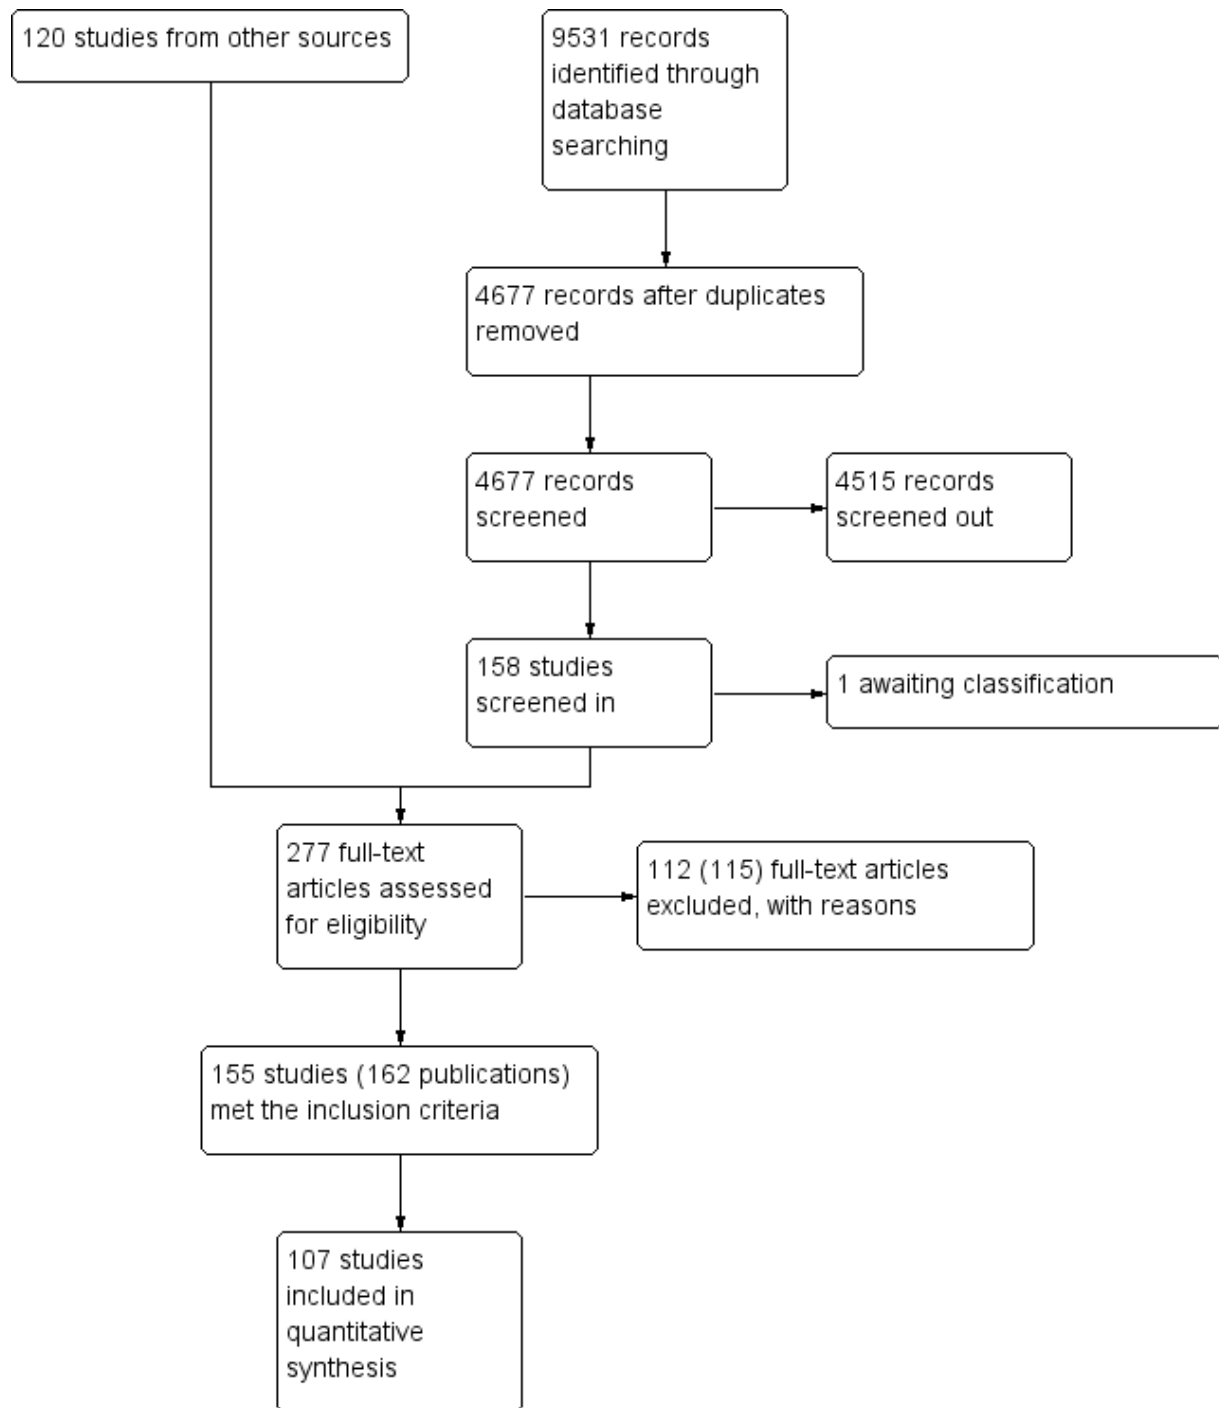 120 studies from other sources
9531 records
identified through
database
searching
4677 records after duplicates
removed
4677 records
screened
4515 records
screened out
158 studies
screened in
1 awaiting classification
277 full-text
articles assessed
for eligibility
112 (115) full-text articles
excluded, with reasons
155 studies (162 publications)
met the inclusion criteria
107 studies
included in
quantitative
synthesis